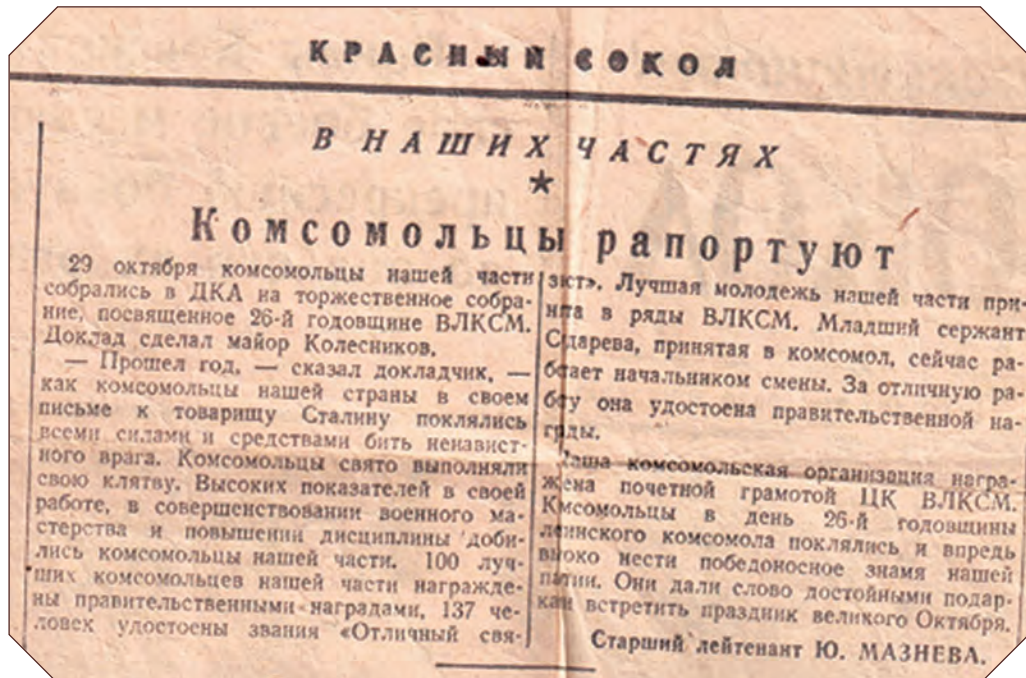 КРАСНЫЙ СОКОЛ
В НАШИХ ЧАСТЯХ
Комсомольцы рапортуют
29 октября комсомольцы нашей части
собрались в ДКА на торжественное собра-
ние, посвященное 26-й годовщине ВЛКСМ.
Доклад сделал майор Колесников.
— Прошел год, — сказал докладчик, —
как комсомольцы нашей страны в своем
письме к товарищу Сталину поклялись
всеми силами и средствами бить ненавист-
ного врага. Комсомольцы свято выполняли
свою клятву. Высоких показателей в своей
работе, в совершенствовании военного ма-
стерства и повышении дисциплины доби-
лись комсомольцы нашей части. 100 луч-
ших комсомольцев нашей части награжде-
ны правительственными наградами, 137 че-
ловек удостоены звания «Отличный свя-
зист». Лучшая молодежь нашей части при-
нята в ряды ВЛКСМ. Младший сержант
принятая в комсомол, сейчас ра-
ботает начальником смены. За отличную ра-
боту она удостоена правительственной на-
грады.
Наша комсомольская организация награ-
ждена почетной грамотой ЦК ВЛКСМ.
Комсомольцы в день 26-й годовщины
ленинского комсомола поклялись и впредь
высоко нести победоносное знамя нашей
партии. Они дали слово достойными подар-
ками встретить праздник великого Октября.
Старший лейтенант Ю. МАЗНЕВА.